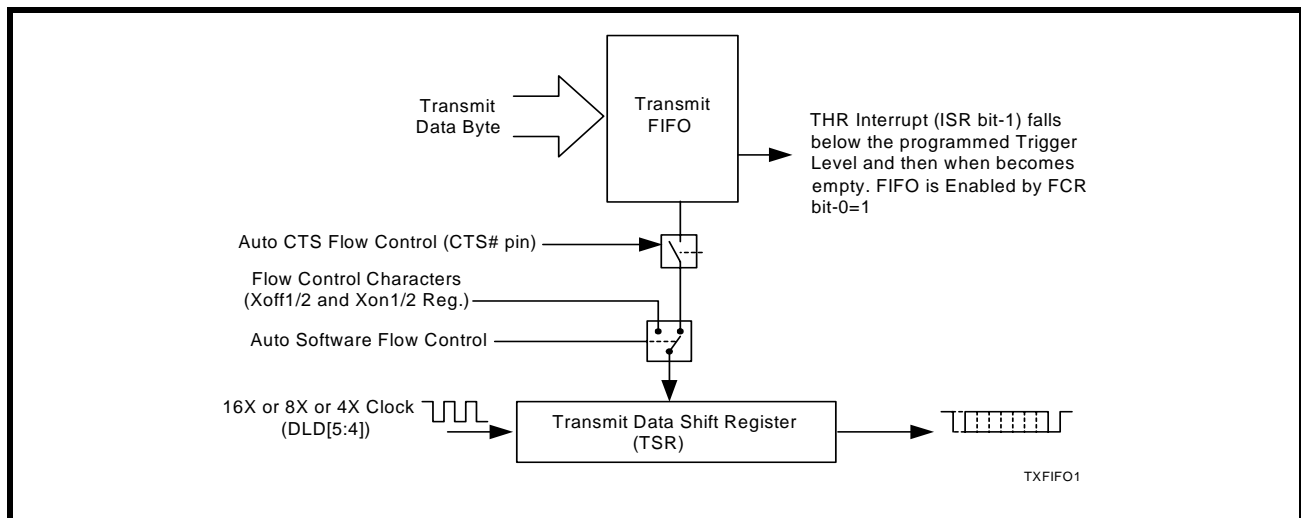 Transmit
Data Byte
Transmit
FIFO
THR Interrupt (ISR bit-1) falls
below the programmed Trigger
Level and then when becomes
empty. FIFO is Enabled by FCR
bit-0=1
Auto CTS Flow Control (CTS# pin)
Flow Control Characters
(Xoff1/2 and Xon1/2 Reg.)
Auto Software Flow Control
16X or 8X or 4X Clock
(DLD[5:4])
Transmit Data Shift Register
(TSR)
TXFIFO1